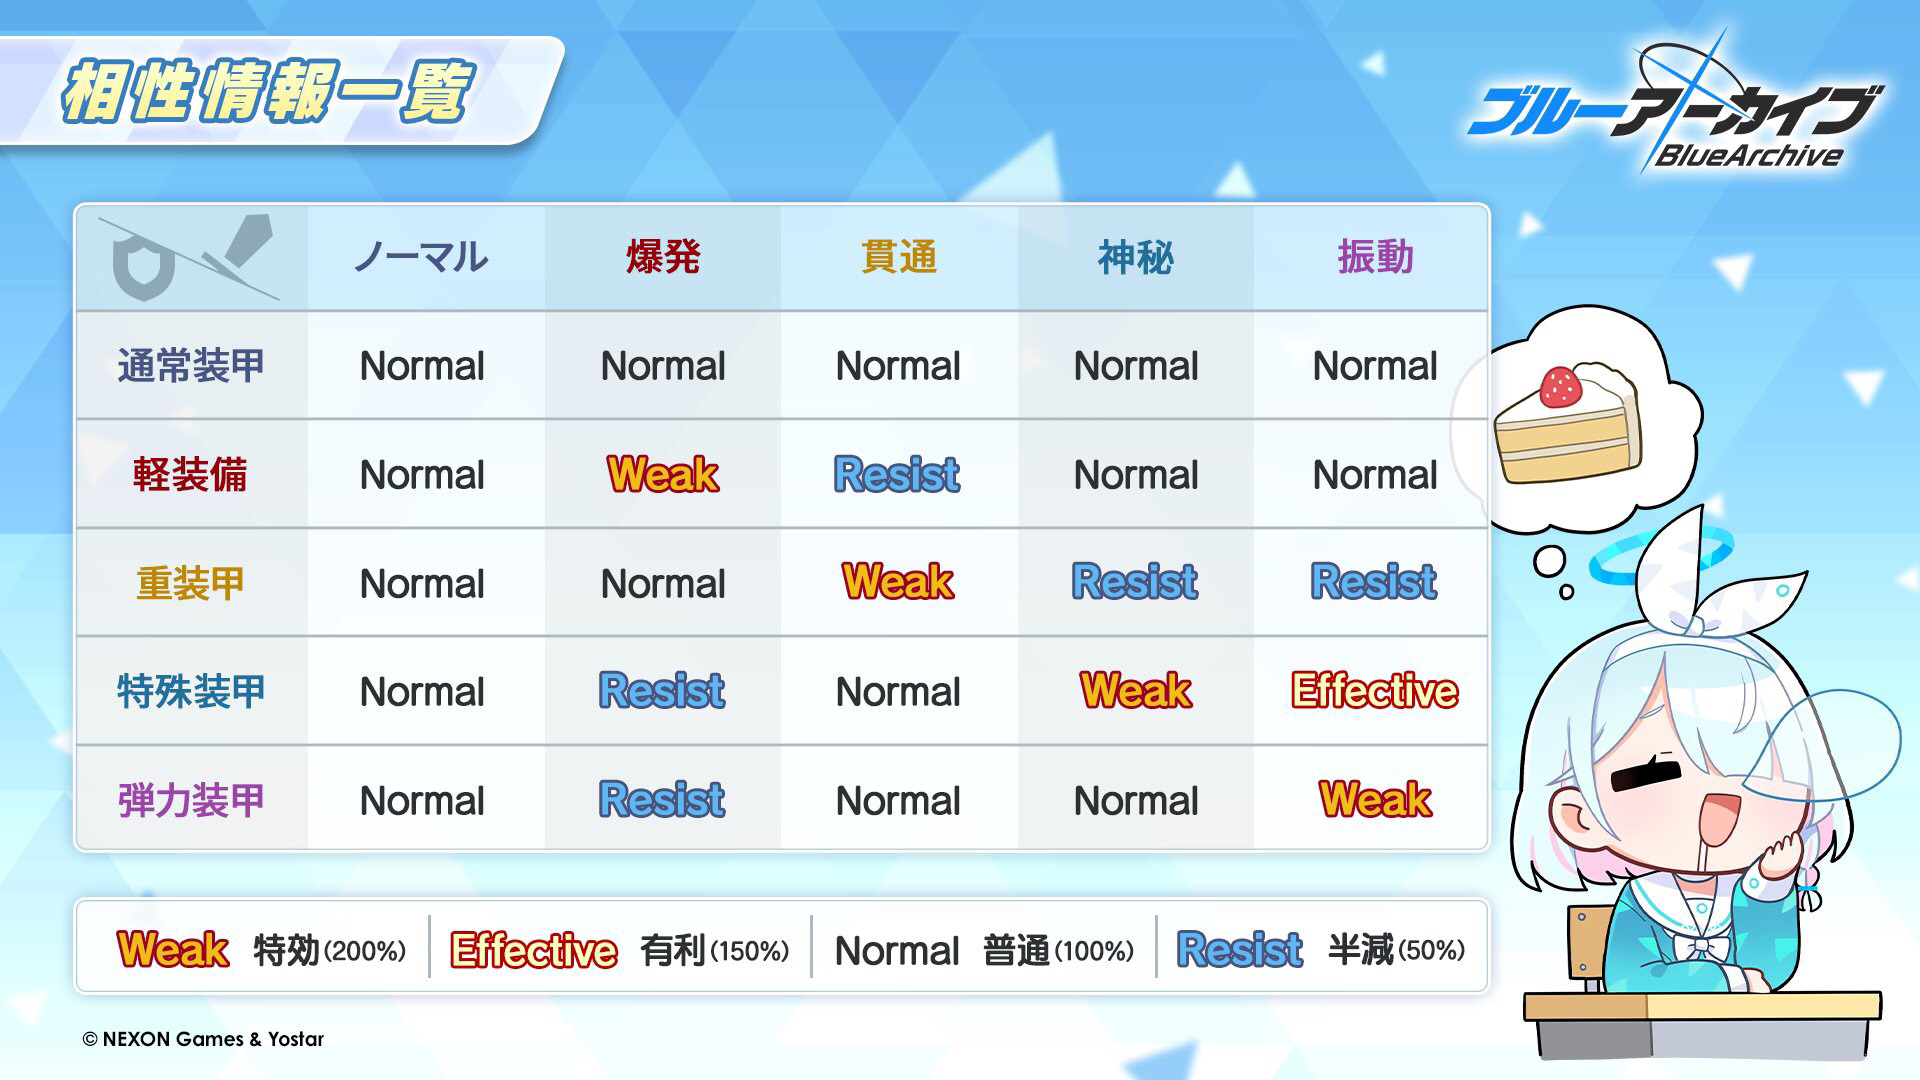 相性情報一覧
ブルーアーカイブ
BlueArchive
ノーマル 爆発 貫通 神秘 振動
通常装甲 Normal Normal Normal Normal Normal
軽装備 Normal Weak Resist Normal Normal
重装甲 Normal Normal Weak Resist Resist
特殊装甲 Normal Resist Normal Weak Effective
弾力装甲 Normal Resist Normal Normal Weak
Weak 特効(200%) Effective 有利(150%) Normal 普通(100%) Resist 半減(50%)
© NEXON Games & Yostar